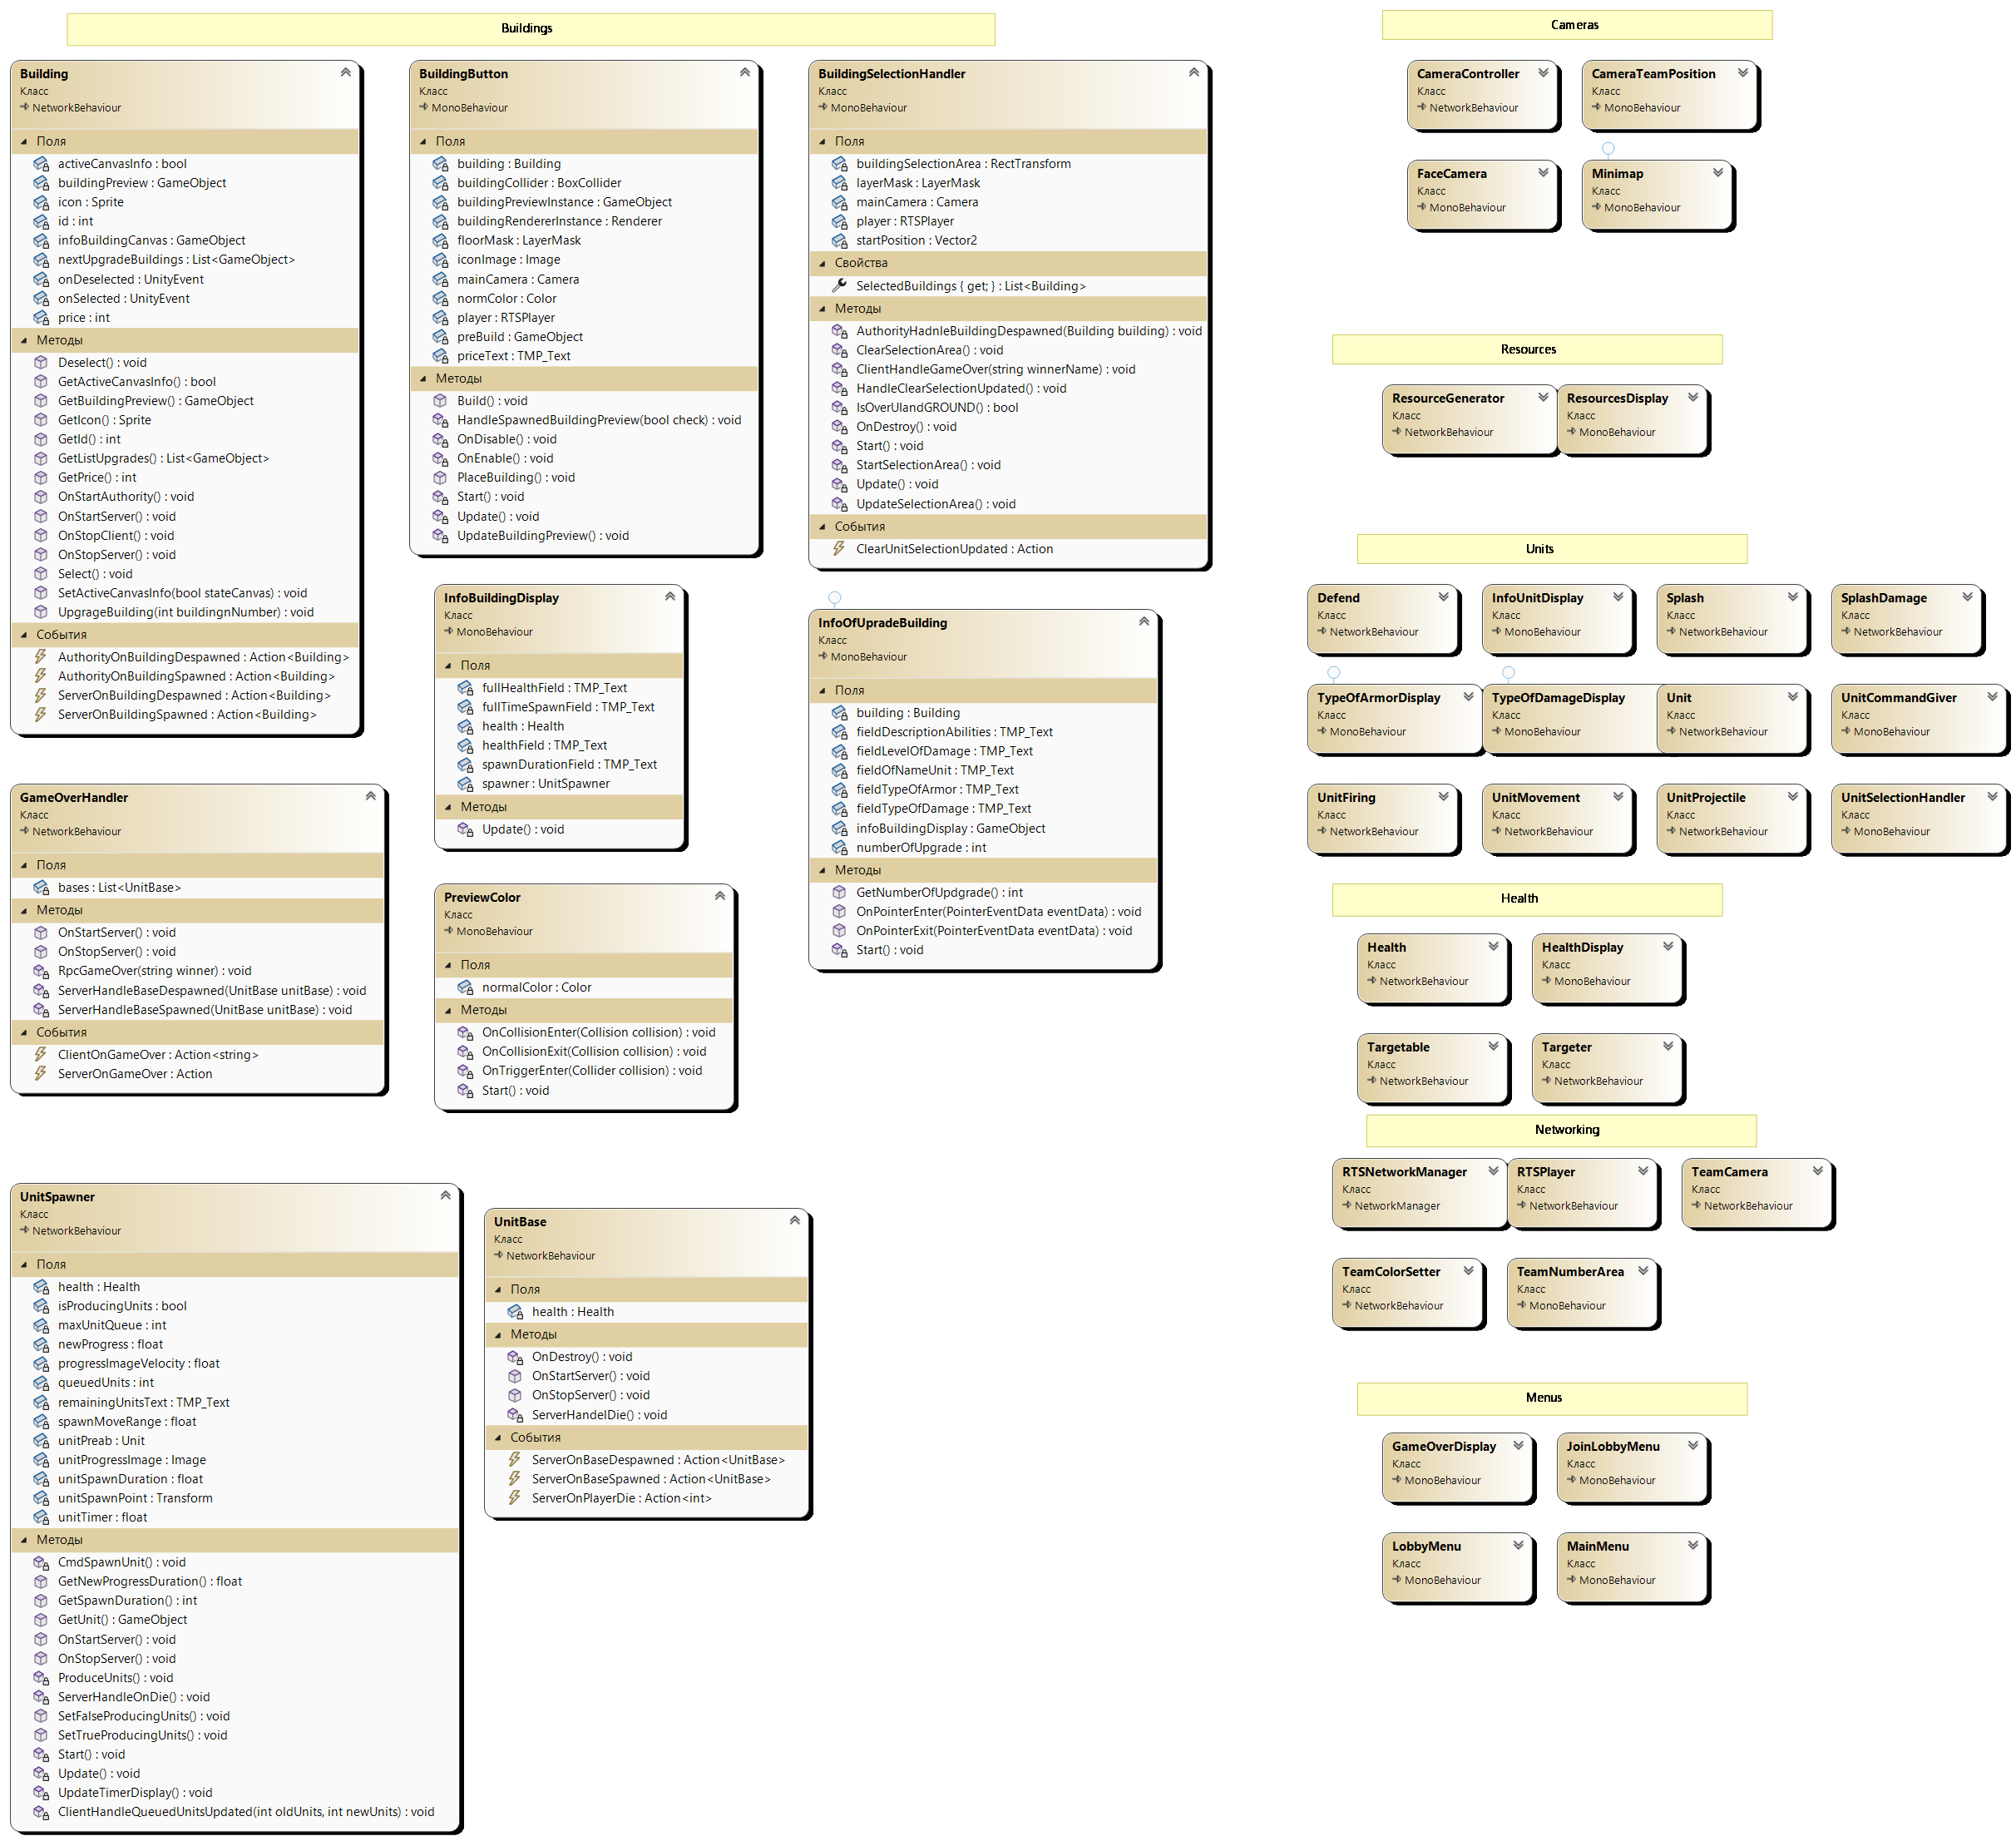 Buildings
Building
Класс
NetworkBehaviour
Поля
activeCanvasInfo : bool
buildingPreview : GameObject
icon : Sprite
id : int
infoBuildingCanvas : GameObject
nextUpgradeBuildings : List<GameObject>
onDeselected : UnityEvent
onSelected : UnityEvent
price : int
Методы
Deselect() : void
GetActiveCanvasInfo() : bool
GetBuildingPreview() : GameObject
GetIcon() : Sprite
GetId() : int
GetListUpgrades() : List<GameObject>
GetPrice() : int
OnStartAuthority() : void
OnStartServer() : void
OnStopClient() : void
OnStopServer() : void
Select() : void
SetActiveCanvasInfo(bool stateCanvas) : void
UpgrageBuilding(int buildingnNumber) : void
События
AuthorityOnBuildingDespawned : Action<Building>
AuthorityOnBuildingSpawned : Action<Building>
ServerOnBuildingDespawned : Action<Building>
ServerOnBuildingSpawned : Action<Building>
BuildingButton
Класс
MonoBehaviour
Поля
building : Building
buildingCollider : BoxCollider
buildingPreviewInstance : GameObject
buildingRendererInstance : Renderer
floorMask : LayerMask
iconImage : Image
mainCamera : Camera
normColor : Color
player : RTSPlayer
preBuild : GameObject
priceText : TMP_Text
Методы
Build() : void
HandleSpawnedBuildingPreview(bool check) : void
OnDisable() : void
OnEnable() : void
PlaceBuilding() : void
Start() : void
Update() : void
UpdateBuildingPreview() : void
BuildingSelectionHandler
Класс
MonoBehaviour
Поля
buildingSelectionArea : RectTransform
layerMask : LayerMask
mainCamera : Camera
player : RTSPlayer
startPosition : Vector2
Свойства
SelectedBuildings { get; } : List<Building>
Методы
AuthorityHadnleBuildingDespawned(Building building) : void
ClearSelectionArea() : void
ClientHandleGameOver(string winnerName) : void
HandleClearSelectionUpdated() : void
IsOverUIandGROUND() : bool
OnDestroy() : void
Start() : void
StartSelectionArea() : void
Update() : void
UpdateSelectionArea() : void
События
ClearUnitSelectionUpdated : Action
InfoBuildingDisplay
Класс
MonoBehaviour
Поля
fullHealthField : TMP_Text
fullTimeSpawnField : TMP_Text
health : Health
healthField : TMP_Text
spawnDurationField : TMP_Text
spawner : UnitSpawner
Методы
Update() : void
InfoOfUpradeBuilding
Класс
MonoBehaviour
Поля
building : Building
fieldDescriptionAbilities : TMP_Text
fieldLevelOfDamage : TMP_Text
fieldOfNameUnit : TMP_Text
fieldTypeOfArmor : TMP_Text
fieldTypeOfDamage : TMP_Text
infoBuildingDisplay : GameObject
numberOfUpgrade : int
Методы
GetNumberOfUpdgrade() : int
OnPointerEnter(PointerEventData eventData) : void
OnPointerExit(PointerEventData eventData) : void
Start() : void
GameOverHandler
Класс
NetworkBehaviour
Поля
bases : List<UnitBase>
Методы
OnStartServer() : void
OnStopServer() : void
RpcGameOver(string winner) : void
ServerHandleBaseDespawned(UnitBase unitBase) : void
ServerHandleBaseSpawned(UnitBase unitBase) : void
События
ClientOnGameOver : Action<string>
ServerOnGameOver : Action
PreviewColor
Класс
MonoBehaviour
Поля
normalColor : Color
Методы
OnCollisionEnter(Collision collision) : void
OnCollisionExit(Collision collision) : void
OnTriggerEnter(Collider collision) : void
Start() : void
UnitSpawner
Класс
NetworkBehaviour
Поля
health : Health
isProducingUnits : bool
maxUnitQueue : int
newProgress : float
progressImageVelocity : float
queuedUnits : int
remainingUnitsText : TMP_Text
spawnMoveRange : float
unitPreab : Unit
unitProgressImage : Image
unitSpawnDuration : float
unitSpawnPoint : Transform
unitTimer : float
Методы
CmdSpawnUnit() : void
GetNewProgressDuration() : float
GetSpawnDuration() : int
GetUnit() : GameObject
OnStartServer() : void
OnStopServer() : void
ProduceUnits() : void
ServerHandleOnDie() : void
SetFalseProducingUnits() : void
SetTrueProducingUnits() : void
Start() : void
Update() : void
UpdateTimerDisplay() : void
ClientHandleQueuedUnitsUpdated(int oldUnits, int newUnits) : void
UnitBase
Класс
NetworkBehaviour
Поля
health : Health
Методы
OnDestroy() : void
OnStartServer() : void
OnStopServer() : void
ServerHandelDie() : void
События
ServerOnBaseDespawned : Action<UnitBase>
ServerOnBaseSpawned : Action<UnitBase>
ServerOnPlayerDie : Action<int>
Cameras
CameraController
Класс
NetworkBehaviour
CameraTeamPosition
Класс
MonoBehaviour
FaceCamera
Класс
MonoBehaviour
Minimap
Класс
MonoBehaviour
Resources
ResourceGenerator
Класс
NetworkBehaviour
ResourcesDisplay
Класс
MonoBehaviour
Units
Defend
Класс
NetworkBehaviour
InfoUnitDisplay
Класс
MonoBehaviour
Splash
Класс
NetworkBehaviour
SplashDamage
Класс
NetworkBehaviour
TypeOfArmorDisplay
Класс
MonoBehaviour
TypeOfDamageDisplay
Класс
MonoBehaviour
Unit
Класс
NetworkBehaviour
UnitCommandGiver
Класс
MonoBehaviour
UnitFiring
Класс
NetworkBehaviour
UnitMovement
Класс
NetworkBehaviour
UnitProjectile
Класс
NetworkBehaviour
UnitSelectionHandler
Класс
MonoBehaviour
Health
Health
Класс
NetworkBehaviour
HealthDisplay
Класс
MonoBehaviour
Targetable
Класс
NetworkBehaviour
Targeter
Класс
NetworkBehaviour
Networking
RTSNetworkManager
Класс
NetworkManager
RTSPlayer
Класс
NetworkBehaviour
TeamCamera
Класс
NetworkBehaviour
TeamColorSetter
Класс
NetworkBehaviour
TeamNumberArea
Класс
MonoBehaviour
Menus
GameOverDisplay
Класс
MonoBehaviour
JoinLobbyMenu
Класс
MonoBehaviour
LobbyMenu
Класс
MonoBehaviour
MainMenu
Класс
MonoBehaviour